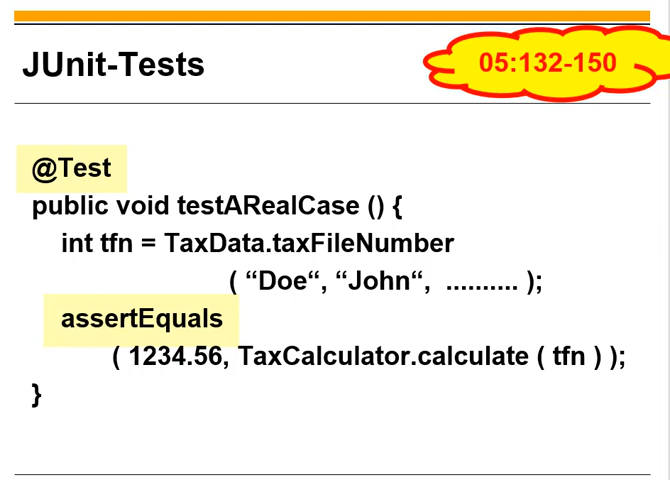 JUnit-Tests
05:132-150
@Test
public void testARealCase () {
int tfn = TaxData.taxFileNumber
( “Doe“, “John“, .......... );
assertEquals
( 1234.56, TaxCalculator.calculate ( tfn ) );
}